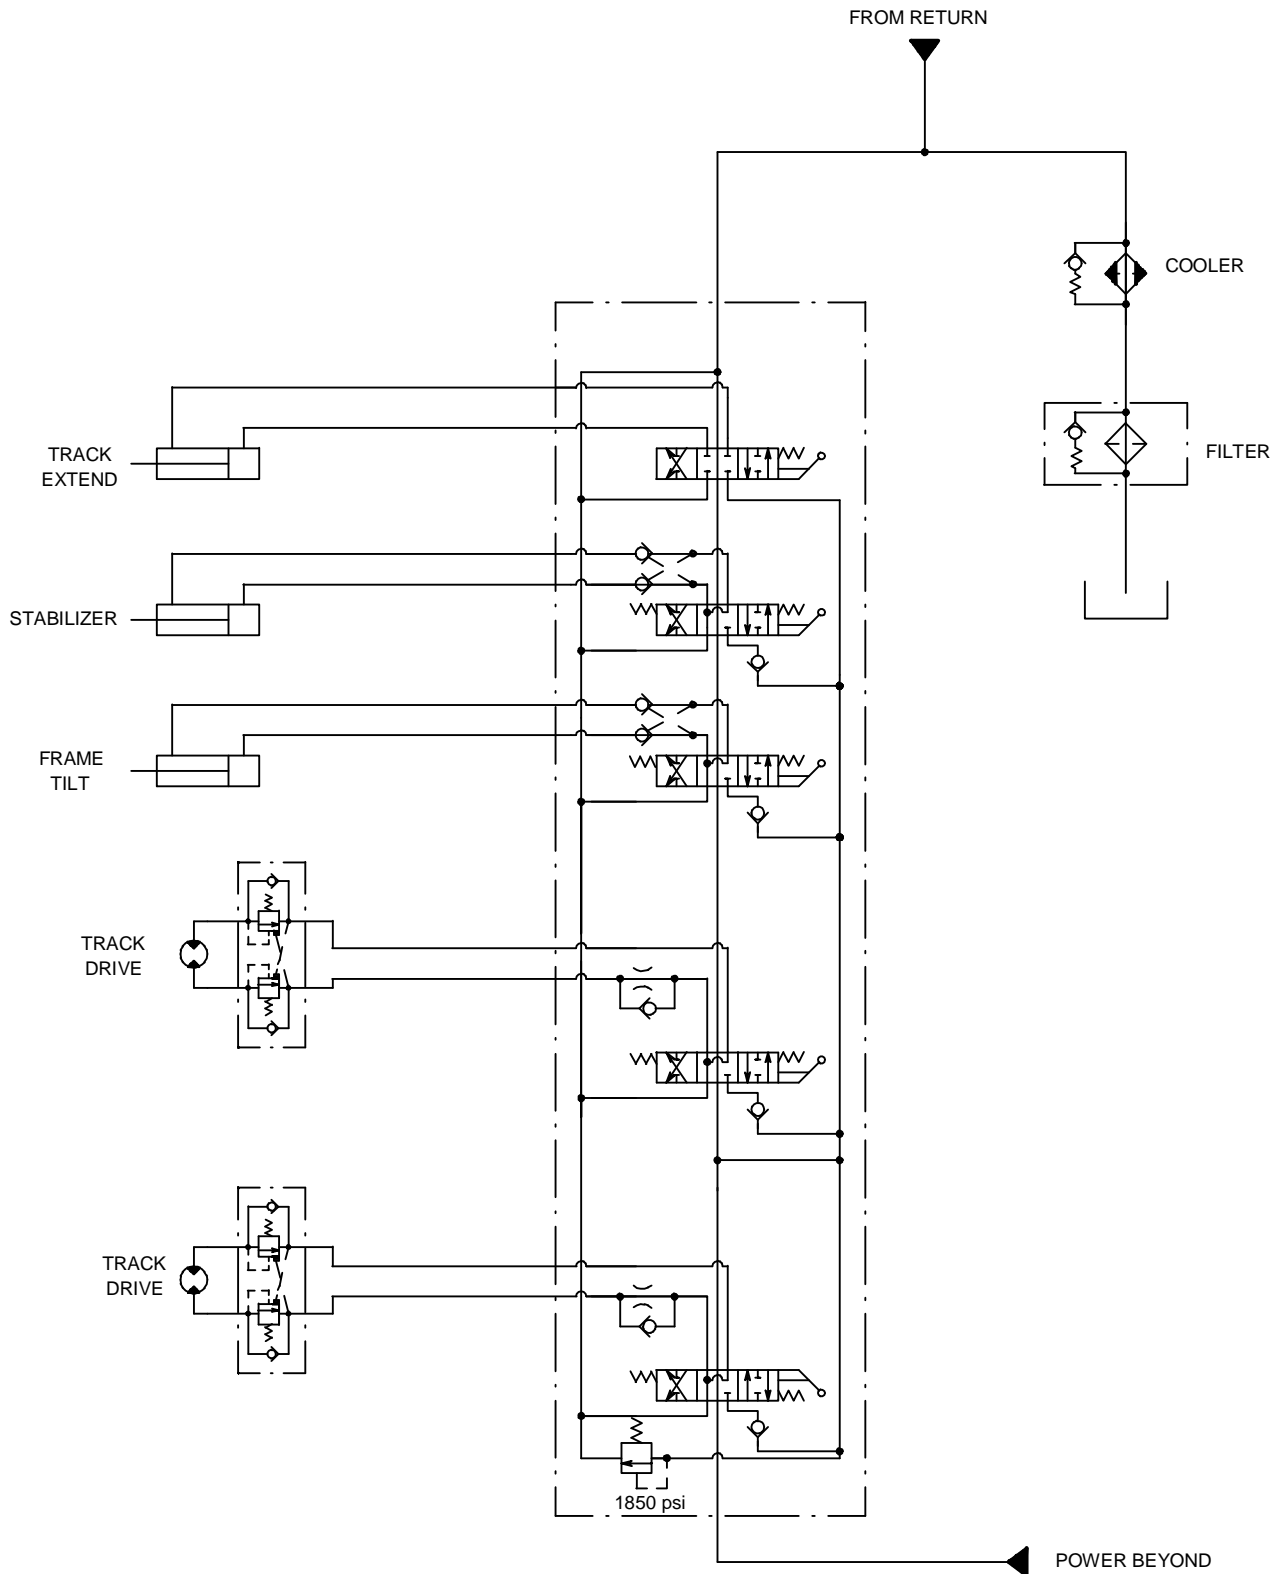 FROM RETURN
COOLER
TRACK
EXTEND
FILTER
STABILIZER
FRAME
TILT
TRACK
DRIVE
TRACK
DRIVE
1850 psi
POWER BEYOND